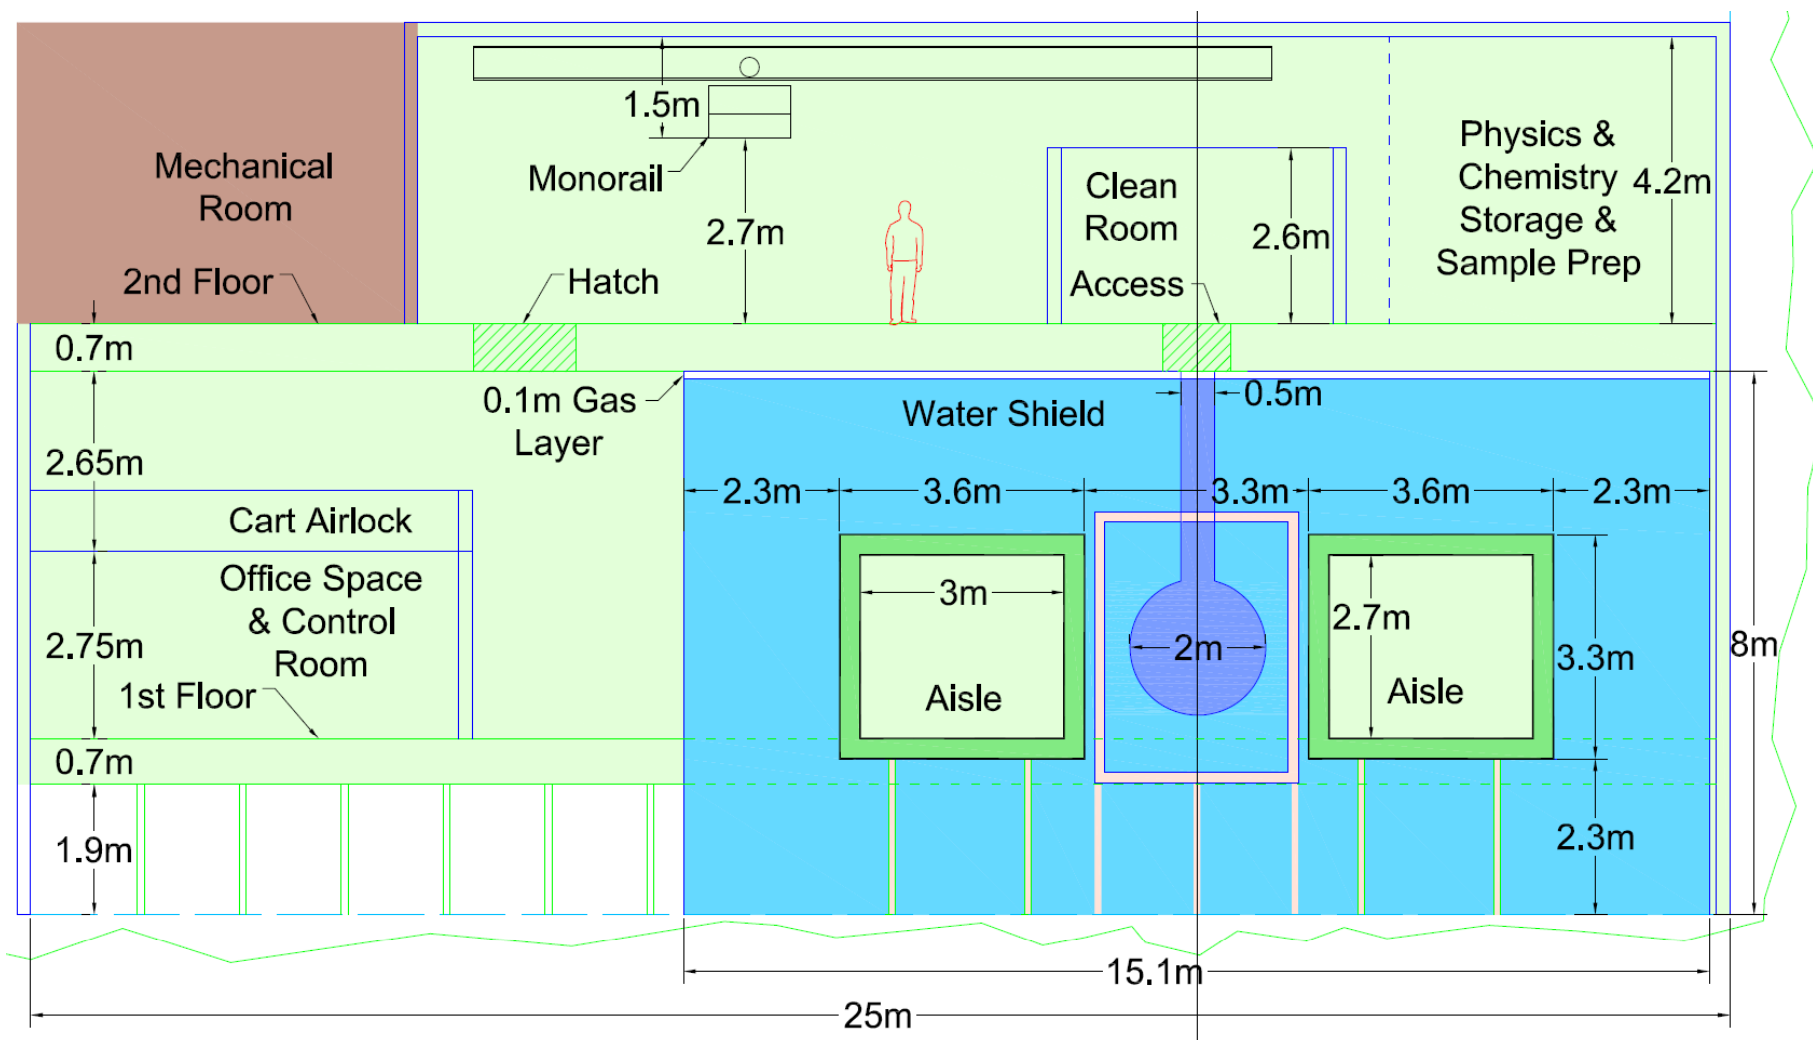 1.5m
Mechanical
Room
Monorail
2.7m
Clean
Room
2.6m
Physics &
Chemistry
Storage &
Sample Prep
4.2m
2nd Floor
Hatch
Access
0.7m
0.1m Gas
Layer
Water Shield
0.5m
2.65m
2.3m
3.6m
3.3m
3.6m
2.3m
Cart Airlock
Office Space
& Control
Room
2.75m
3m
2m
2.7m
3.3m
8m
1st Floor
Aisle
Aisle
0.7m
1.9m
2.3m
15.1m
25m